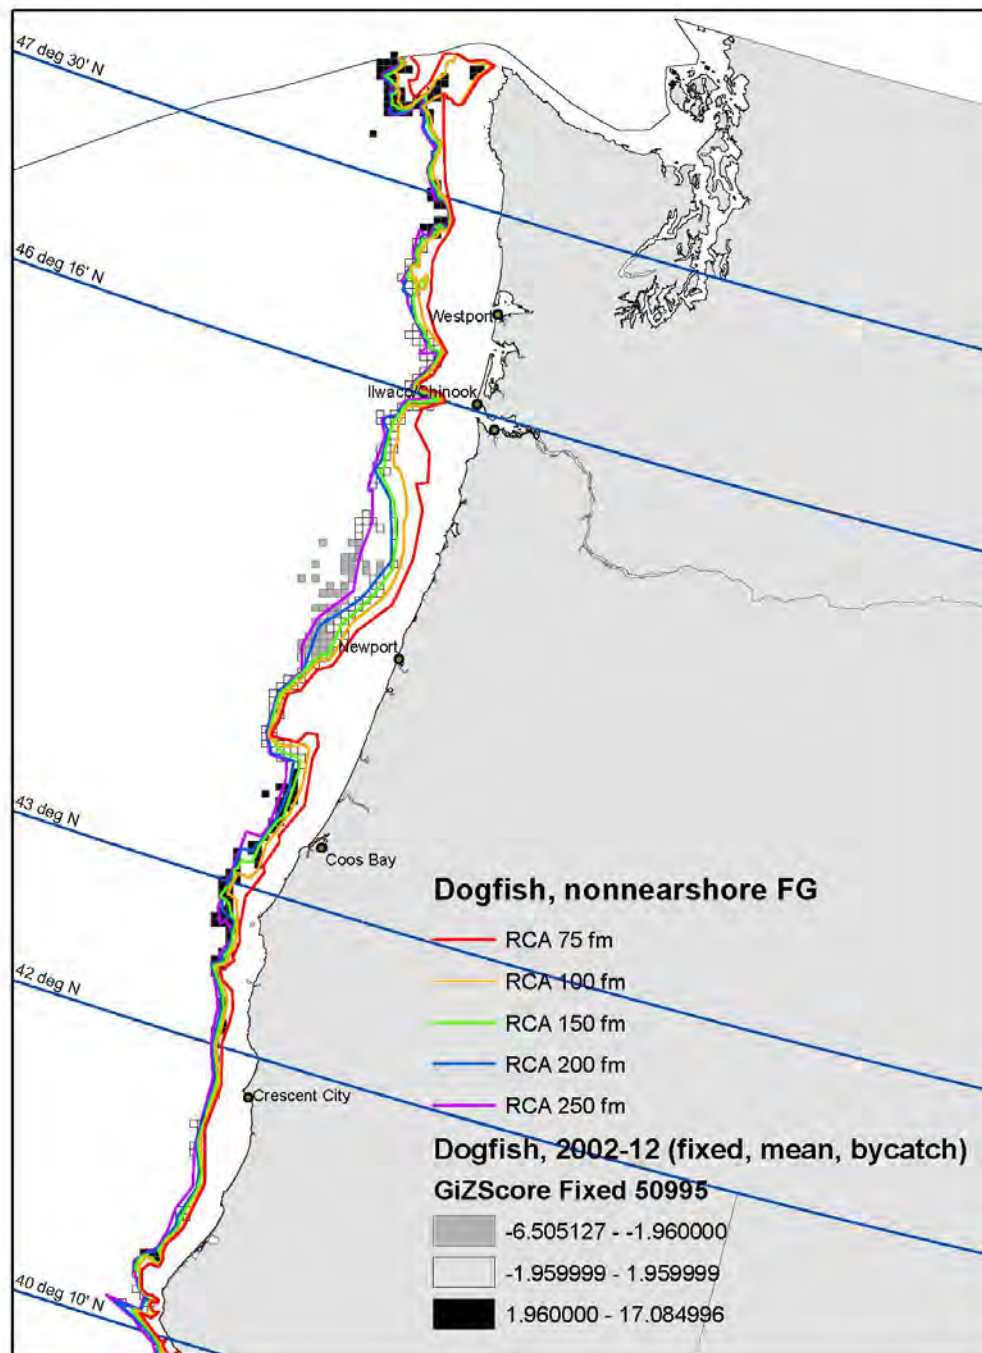 47 deg 30' N
46 deg 16' N
Westport
Ilwaco/Chinook
Newport
43 deg N
Coos Bay
Dogfish, nonnearshore FG
RCA 75 fm
42 deg N
RCA 100 fm
RCA 150 fm
RCA 200 fm
Crescent City
RCA 250 fm
Dogfish, 2002-12 (fixed, mean, bycatch)
GiZScore Fixed 50995
-6.505127 - -1.960000
-1.959999 - 1.959999
40 deg 10' N
1.960000 - 17.084996